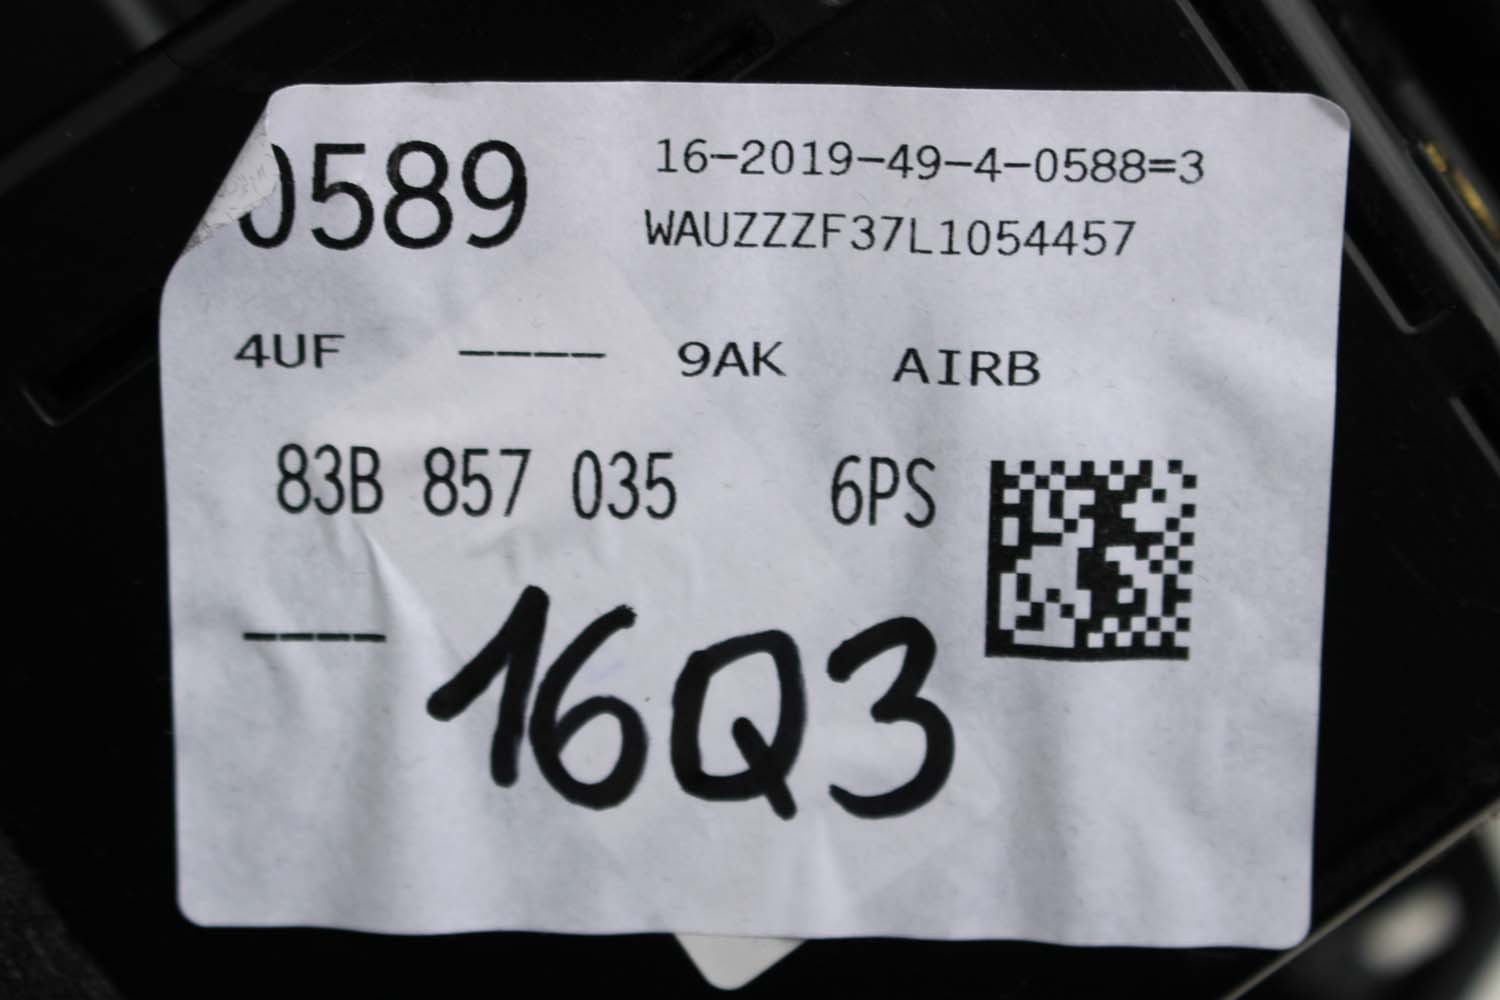 0589
16-2019-49-4-0588=3
WAUZZZF37L1054457
4UF ---- 9AK AIRB
83B 857 035 6PS
----
16Q3